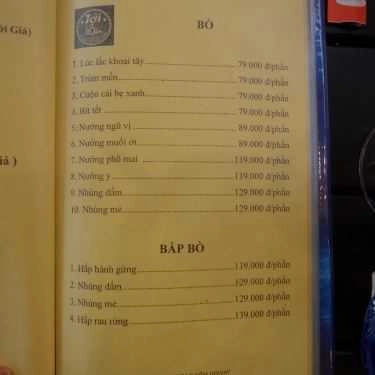 BÒ
1. Lúc lắc khoai tây 79.000 đ/phần
2. Trùm mền 79.000 đ/phần
3. Cuộn cải bẹ xanh 79.000 đ/phần
4. Bít tết 79.000 đ/phần
5. Nướng ngũ vị 89.000 đ/phần
6. Nướng muối ớt 89.000 đ/phần
7. Nướng phô mai 119.000 đ/phần
8. Nướng ý 119.000 đ/phần
9. Nhúng dấm 129.000 đ/phần
10. Nhúng mẻ 129.000 đ/phần
BẮP BÒ
1. Hấp hành gừng 119.000 đ/phần
2. Nhúng dấm 129.000 đ/phần
3. Nhúng mẻ 129.000 đ/phần
4. Hấp rau rừng 139.000 đ/phần